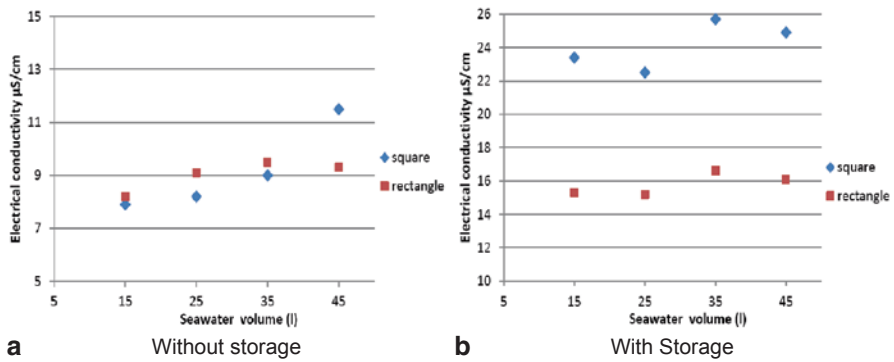 Electrical conductivity µS/cm
15
13
11
9
7
5
5 15 25 35 45
Seawater volume (l)
square
rectangle
a Without storage
Electrical conductivity µS/cm
26
24
22
20
18
16
14
12
10
5 15 25 35 45
Seawater volume (l)
square
rectangle
b With Storage